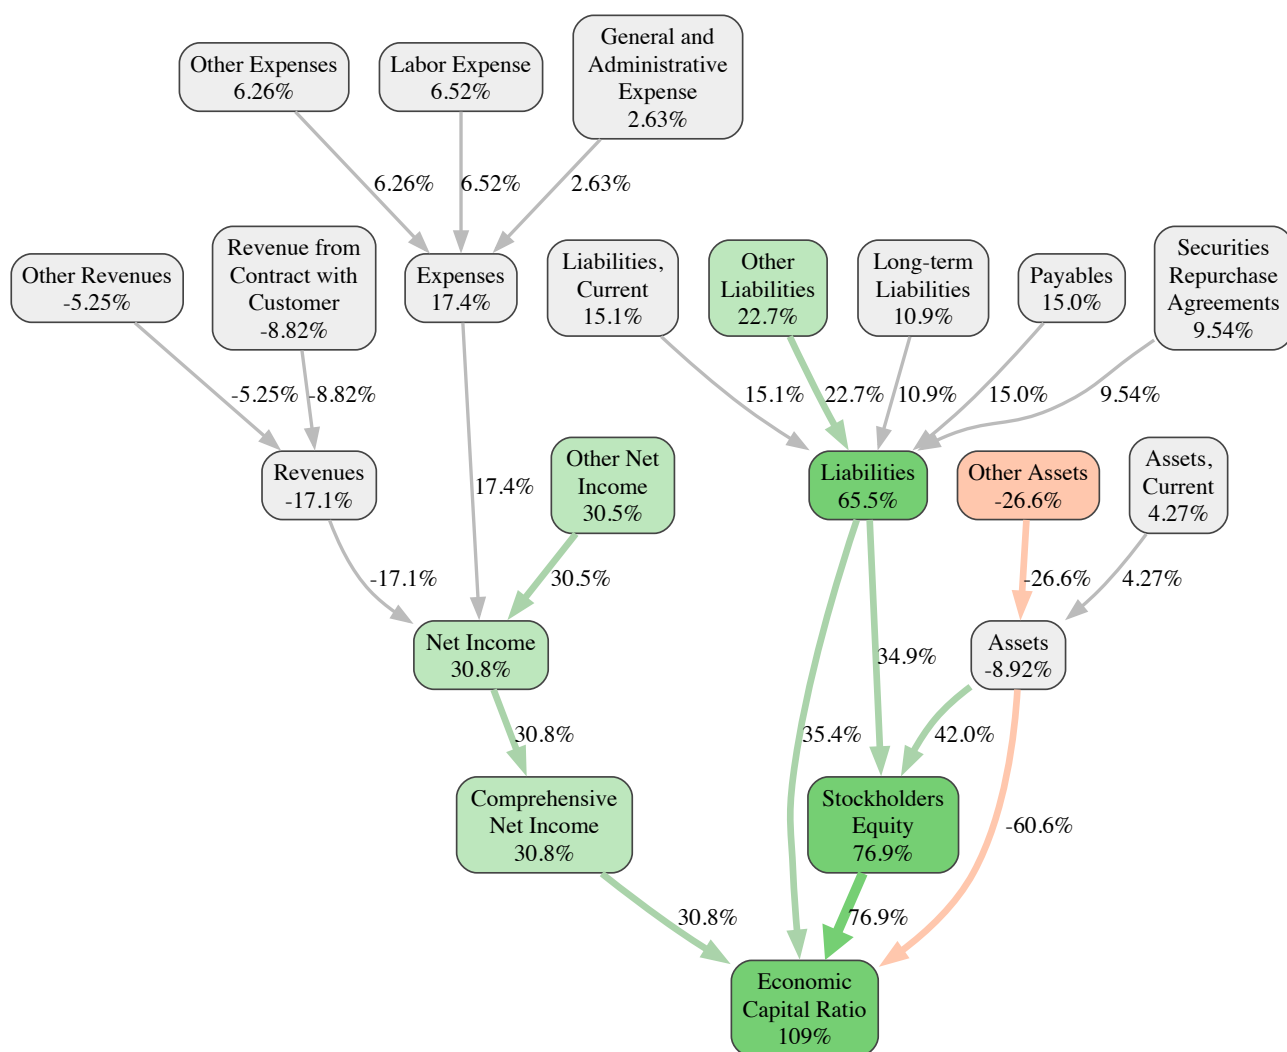 Other Expenses
6.26%
Labor Expense
6.52%
General and
Administrative
Expense
2.63%
6.26%
6.52%
2.63%
Other Revenues
-5.25%
Revenue from
Contract with
Customer
-8.82%
Expenses
17.4%
Liabilities,
Current
15.1%
Other
Liabilities
22.7%
Long-term
Liabilities
10.9%
Payables
15.0%
Securities
Repurchase
Agreements
9.54%
-5.25%
-8.82%
15.1%
22.7%
10.9%
15.0%
9.54%
Revenues
-17.1%
17.4%
Other Net
Income
30.5%
Liabilities
65.5%
Other Assets
-26.6%
Assets,
Current
4.27%
-17.1%
30.5%
-26.6%
4.27%
Net Income
30.8%
34.9%
Assets
-8.92%
30.8%
35.4%
42.0%
Comprehensive
Net Income
30.8%
Stockholders
Equity
76.9%
-60.6%
30.8%
76.9%
Economic
Capital Ratio
109%